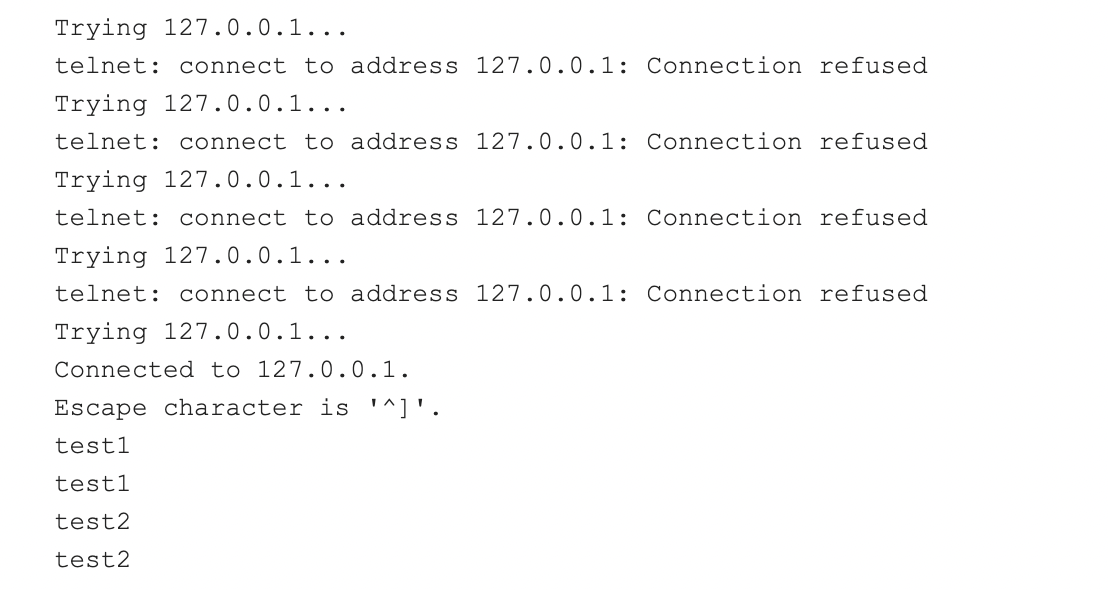 Trying 127.0.0.1...
telnet: connect to address 127.0.0.1: Connection refused
Trying 127.0.0.1...
telnet: connect to address 127.0.0.1: Connection refused
Trying 127.0.0.1...
telnet: connect to address 127.0.0.1: Connection refused
Trying 127.0.0.1...
telnet: connect to address 127.0.0.1: Connection refused
Trying 127.0.0.1...
Connected to 127.0.0.1.
Escape character is '^]'.
test1
test1
test2
test2